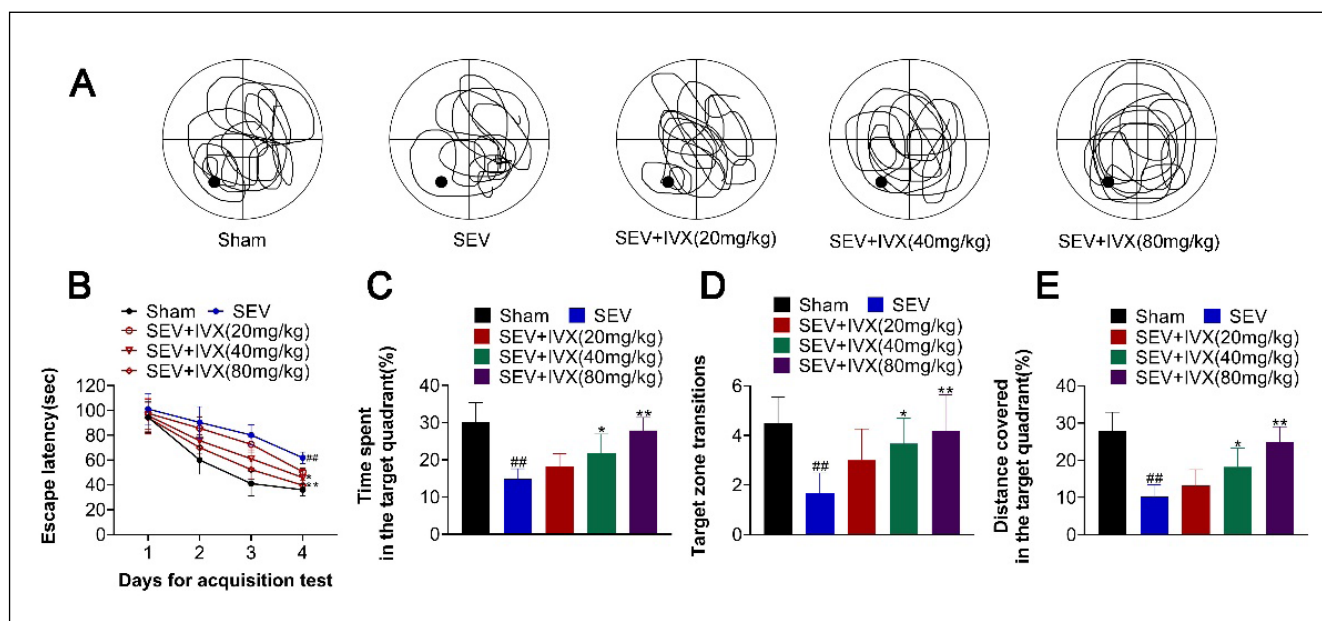 A
Sham
SEV
SEV+IVX(20mg/kg)
SEV+IVX(40mg/kg)
SEV+IVX(80mg/kg)
B
Sham
SEV
SEV+IVX(20mg/kg)
SEV+IVX(40mg/kg)
SEV+IVX(80mg/kg)
Escape latency(sec)
120
100
80
60
40
20
0
##
*
**
1 2 3 4
Days for acquisition test
C
Sham
SEV
SEV+IVX(20mg/kg)
SEV+IVX(40mg/kg)
SEV+IVX(80mg/kg)
Time spent
in the target quadrant(%)
40
30
20
10
0
##
*
**
D
Sham
SEV
SEV+IVX(20mg/kg)
SEV+IVX(40mg/kg)
SEV+IVX(80mg/kg)
Target zone transitions
6
4
2
0
##
*
**
E
Sham
SEV
SEV+IVX(20mg/kg)
SEV+IVX(40mg/kg)
SEV+IVX(80mg/kg)
Distance covered
in the target quadrant(%)
40
30
20
10
0
##
*
**